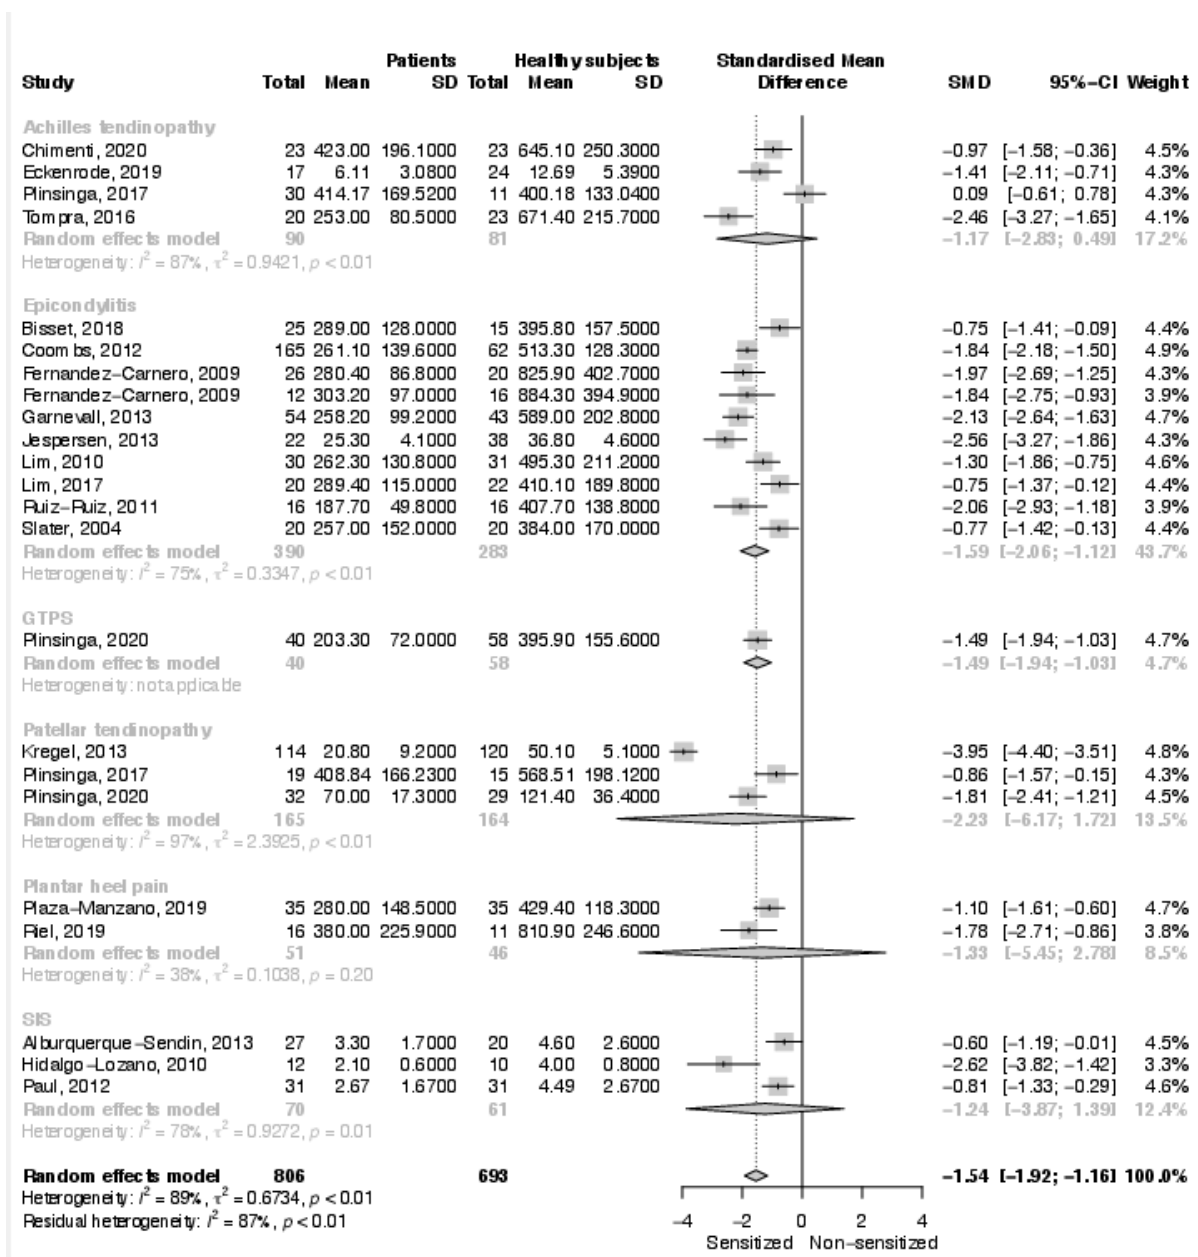 Patients Healthy subjects Standardised Mean
Study Total Mean SD Total Mean SD Difference SMD 95%-CI Weight
Achilles tendinopathy
Chimenti, 2020 23 423.00 196.1000 23 645.10 250.3000 −0.97 [−1.58; −0.36] 4.5%
Eckenrode, 2019 17 6.11 3.0800 24 12.69 5.3900 −1.41 [−2.11; −0.71] 4.3%
Plinsinga, 2017 30 414.17 169.5200 11 400.18 133.0400 0.09 [−0.61; 0.78] 4.3%
Tompra, 2016 20 253.00 80.5000 23 671.40 215.7000 −2.46 [−3.27; −1.65] 4.1%
Random effects model 90 81 −1.17 [−2.83; 0.49] 17.2%
Heterogeneity: I² = 87%, τ² = 0.9421, p < 0.01
Epicondylitis
Bisset, 2018 25 289.00 128.0000 15 395.80 157.5000 −0.75 [−1.41; −0.09] 4.4%
Coombs, 2012 165 261.10 139.6000 62 513.30 128.3000 −1.84 [−2.18; −1.50] 4.9%
Fernandez−Carnero, 2009 26 280.40 86.8000 20 825.90 402.7000 −1.97 [−2.69; −1.25] 4.3%
Fernandez−Carnero, 2009 12 303.20 97.0000 16 884.30 394.9000 −1.84 [−2.75; −0.93] 3.9%
Garnevall, 2013 54 258.20 99.2000 43 589.00 202.8000 −2.13 [−2.64; −1.63] 4.7%
Jespersen, 2013 22 25.30 4.1000 38 36.80 4.6000 −2.56 [−3.27; −1.86] 4.3%
Lim, 2010 30 262.30 130.8000 31 495.30 211.2000 −1.30 [−1.86; −0.75] 4.6%
Lim, 2017 20 289.40 115.0000 22 410.10 189.8000 −0.75 [−1.37; −0.12] 4.4%
Ruiz−Ruiz, 2011 16 187.70 49.8000 16 407.70 138.8000 −2.06 [−2.93; −1.18] 3.9%
Slater, 2004 20 257.00 152.0000 20 384.00 170.0000 −0.77 [−1.42; −0.13] 4.4%
Random effects model 390 283 −1.59 [−2.06; −1.12] 43.7%
Heterogeneity: I² = 75%, τ² = 0.3347, p < 0.01
GTPS
Plinsinga, 2020 40 203.30 72.0000 58 395.90 155.6000 −1.49 [−1.94; −1.03] 4.7%
Random effects model 40 58 −1.49 [−1.94; −1.03] 4.7%
Heterogeneity: not applicable
Patellar tendinopathy
Kregel, 2013 114 20.80 9.2000 120 50.10 5.1000 −3.95 [−4.40; −3.51] 4.8%
Plinsinga, 2017 19 408.84 166.2300 15 568.51 198.1200 −0.86 [−1.57; −0.15] 4.3%
Plinsinga, 2020 32 70.00 17.3000 29 121.40 36.4000 −1.81 [−2.41; −1.21] 4.5%
Random effects model 165 164 −2.23 [−6.17; 1.72] 13.5%
Heterogeneity: I² = 97%, τ² = 2.3925, p < 0.01
Plantar heel pain
Plaza−Manzano, 2019 35 280.00 148.5000 35 429.40 118.3000 −1.10 [−1.61; −0.60] 4.7%
Riel, 2019 16 380.00 225.9000 11 810.90 246.6000 −1.78 [−2.71; −0.86] 3.8%
Random effects model 51 46 −1.33 [−5.45; 2.78] 8.5%
Heterogeneity: I² = 38%, τ² = 0.1038, p = 0.20
SIS
Alburquerque−Sendin, 2013 27 3.30 1.7000 20 4.60 2.6000 −0.60 [−1.19; −0.01] 4.5%
Hidalgo−Lozano, 2010 12 2.10 0.6000 10 4.00 0.8000 −2.62 [−3.82; −1.42] 3.3%
Paul, 2012 31 2.67 1.6700 31 4.49 2.6700 −0.81 [−1.33; −0.29] 4.6%
Random effects model 70 61 −1.24 [−3.87; 1.39] 12.4%
Heterogeneity: I² = 78%, τ² = 0.9272, p = 0.01
Random effects model 806 693 −1.54 [−1.92; −1.16] 100.0%
Heterogeneity: I² = 89%, τ² = 0.6734, p < 0.01
Residual heterogeneity: I² = 87%, p < 0.01
−4 −2 0 2 4
Sensitized Non−sensitized